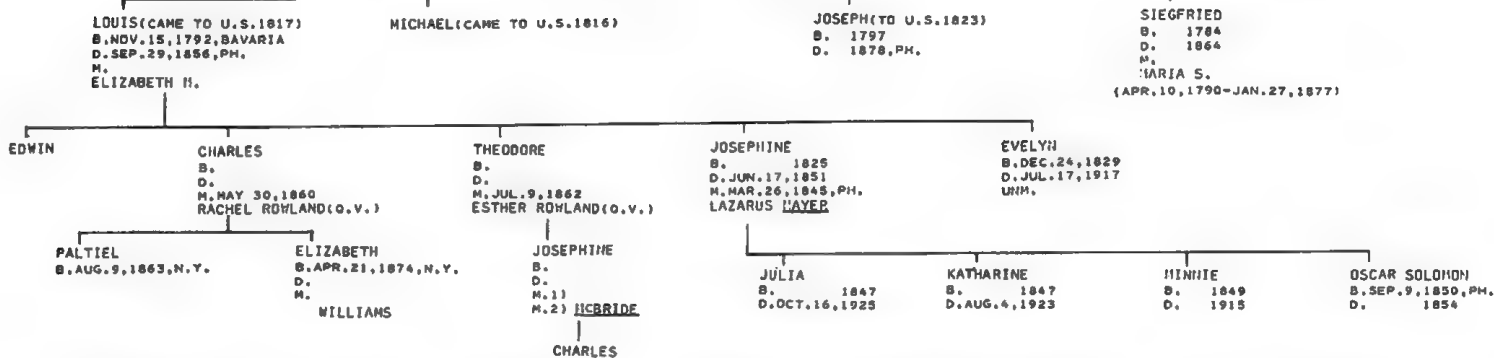 LOUIS(CAME TO U.S.1817)
B.NOV.15,1792,BAVARIA
D.SEP.29,1856,PH.
M.
ELIZABETH M.
MICHAEL(CAME TO U.S.1816)
JOSEPH(TO U.S.1823)
B. 1797
D. 1878,PH.
SIEGFRIED
B. 1784
D. 1864
M.
MARIA S.
(APR.10,1790-JAN.27,1877)
EDWIN
CHARLES
B.
D.
M.MAY 30,1860
RACHEL ROWLAND(Q.V.)
THEODORE
B.
D.
M.JUL.9,1862
ESTHER ROWLAND(Q.V.)
JOSEPHINE
B. 1825
D.JUN.17,1851
M.MAR.26,1845,PH.
LAZARUS MAYER
EVELYN
B.DEC.24,1829
D.JUL.17,1917
UNM.
PALTIEL
B.AUG.9,1863,N.Y.
ELIZABETH
B.APR.21,1874,N.Y.
D.
M.
WILLIAMS
JOSEPHINE
B.
D.
M.1)
M.2) MCBRIDE
CHARLES
JULIA
B. 1847
D.OCT.16,1925
KATHARINE
B. 1847
D.AUG.4,1923
MINNIE
B. 1849
D. 1915
OSCAR SOLOMON
B.SEP.9,1850,PH.
D. 1854